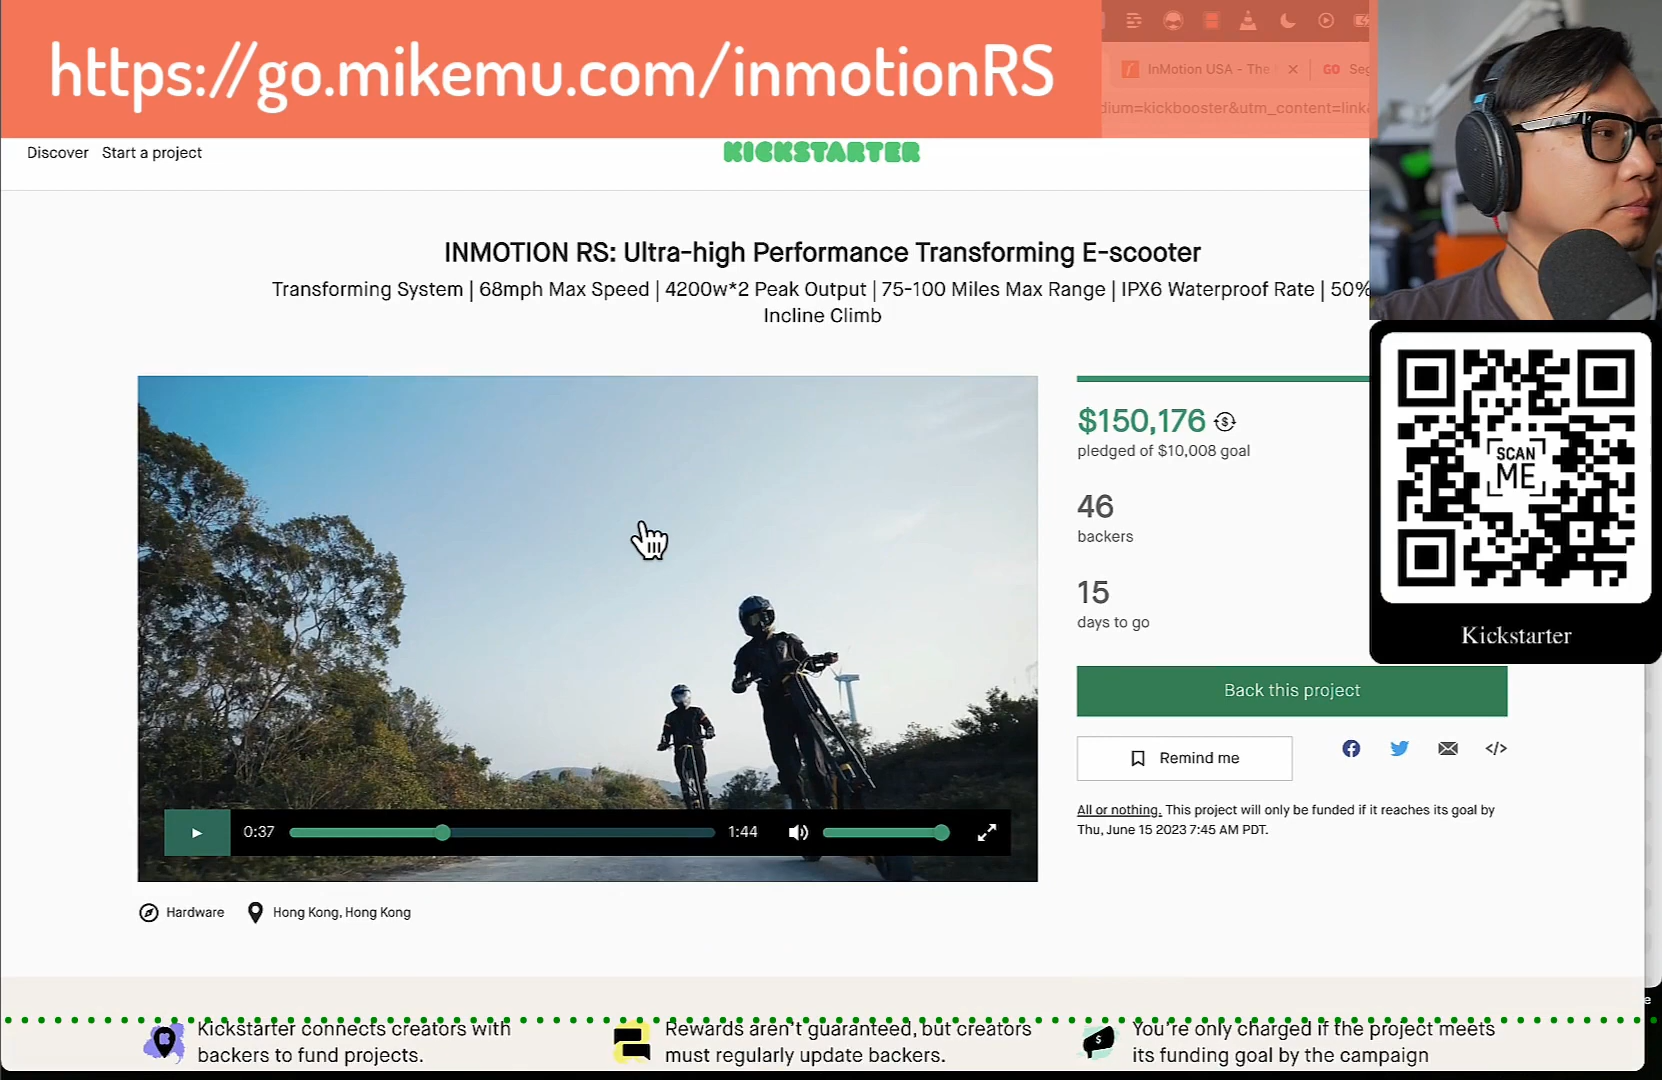 https://go.mikemu.com/inmotionRS
InMotion USA - The
GO
dium=kickbooster&utm_content=link
Discover
Start a project
KICKSTARTER
INMOTION RS: Ultra-high Performance Transforming E-scooter
Transforming System | 68mph Max Speed | 4200w*2 Peak Output | 75-100 Miles Max Range | IPX6 Waterproof Rate | 50%
Incline Climb
$150,176
pledged of $10,008 goal
46
backers
15
days to go
SCAN
ME
Kickstarter
Back this project
Remind me
</>
All or nothing. This project will only be funded if it reaches its goal by
Thu, June 15 2023 7:45 AM PDT.
0:37
1:44
Hardware
Hong Kong, Hong Kong
Kickstarter connects creators with
backers to fund projects.
Rewards aren't guaranteed, but creators
must regularly update backers.
You're only charged if the project meets
its funding goal by the campaign